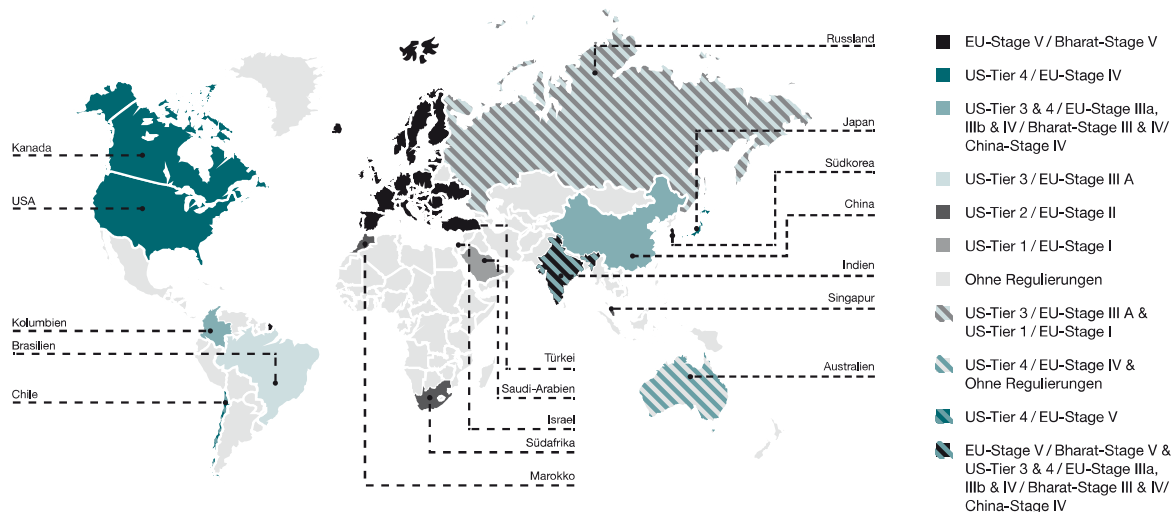 Kanada
USA
Kolumbien
Brasilien
Chile
Türkei
Saudi-Arabien
Israel
Südafrika
Marokko
Russland
Japan
Südkorea
China
Indien
Singapur
Australien
EU-Stage V / Bharat-Stage V
US-Tier 4 / EU-Stage IV
US-Tier 3 & 4 / EU-Stage IIIa,
IIIb & IV / Bharat-Stage III & IV/
China-Stage IV
US-Tier 3 / EU-Stage III A
US-Tier 2 / EU-Stage II
US-Tier 1 / EU-Stage I
Ohne Regulierungen
US-Tier 3 / EU-Stage III A &
US-Tier 1 / EU-Stage I
US-Tier 4 / EU-Stage IV &
Ohne Regulierungen
US-Tier 4 / EU-Stage V
EU-Stage V / Bharat-Stage V &
US-Tier 3 & 4 / EU-Stage IIIa,
IIIb & IV / Bharat-Stage III & IV/
China-Stage IV